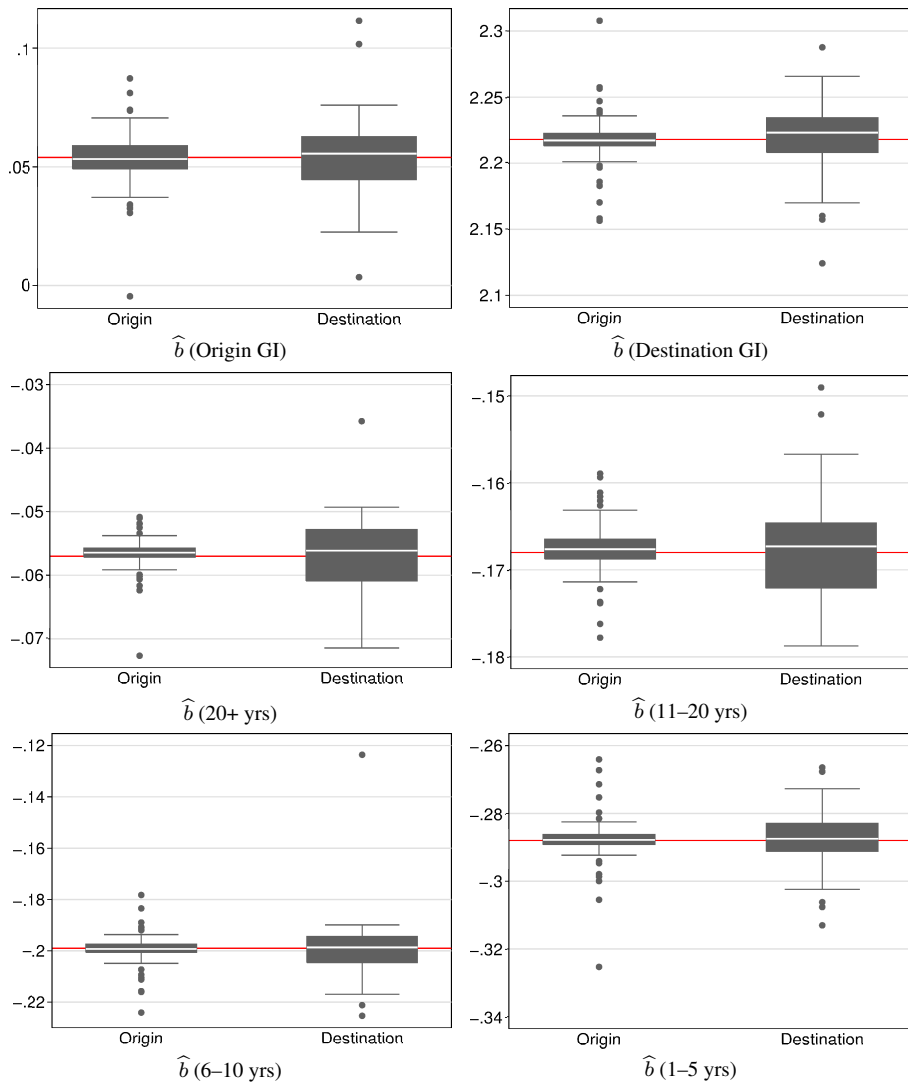 .1
.05
0
Origin Destination
b̂ (Origin GI)
2.3
2.25
2.2
2.15
2.1
Origin Destination
b̂ (Destination GI)
−.03
−.04
−.05
−.06
−.07
Origin Destination
b̂ (20+ yrs)
−.15
−.16
−.17
−.18
Origin Destination
b̂ (11–20 yrs)
−.12
−.14
−.16
−.18
−.2
−.22
Origin Destination
b̂ (6–10 yrs)
−.26
−.28
−.3
−.32
−.34
Origin Destination
b̂ (1–5 yrs)